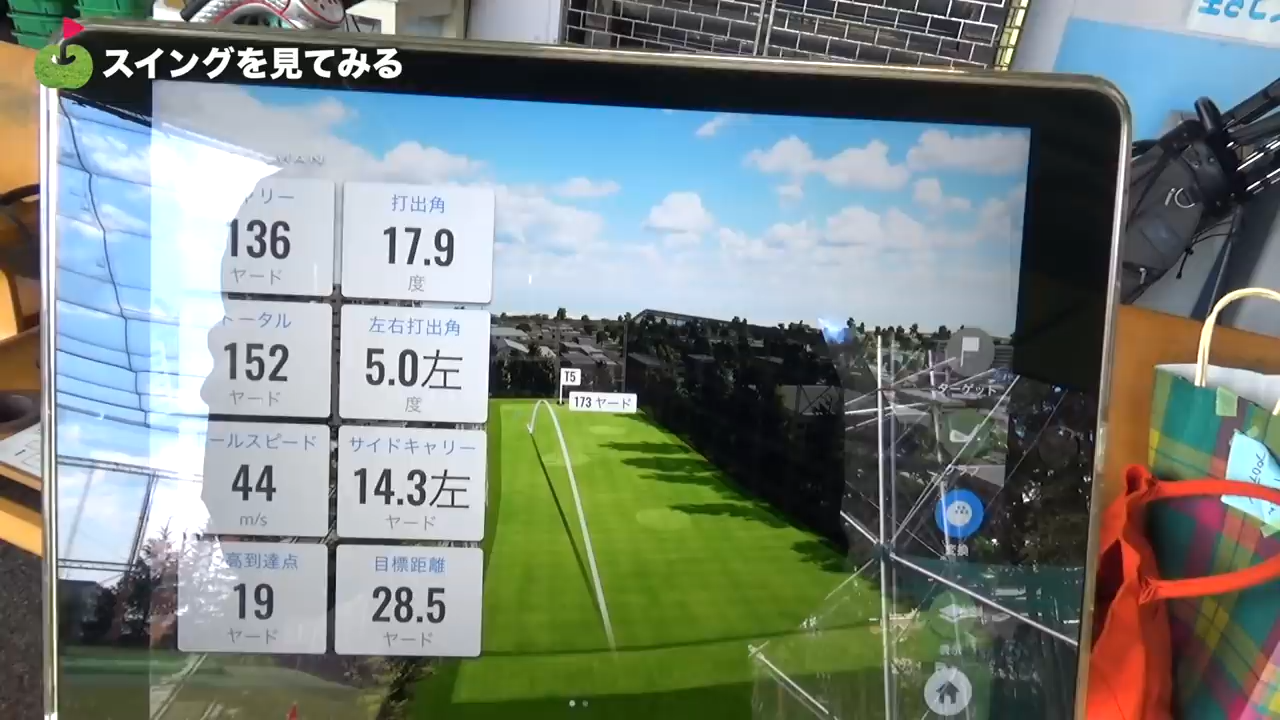 スイングを見てみる
136
ヤード
打出角
17.9
度
トータル
152
ヤード
左右打出角
5.0左
度
ールスピード
44
m/s
サイドキャリー
14.3左
ヤード
高到達点
19
ヤード
目標距離
28.5
ヤード
T5
173 ヤード
ターゲット